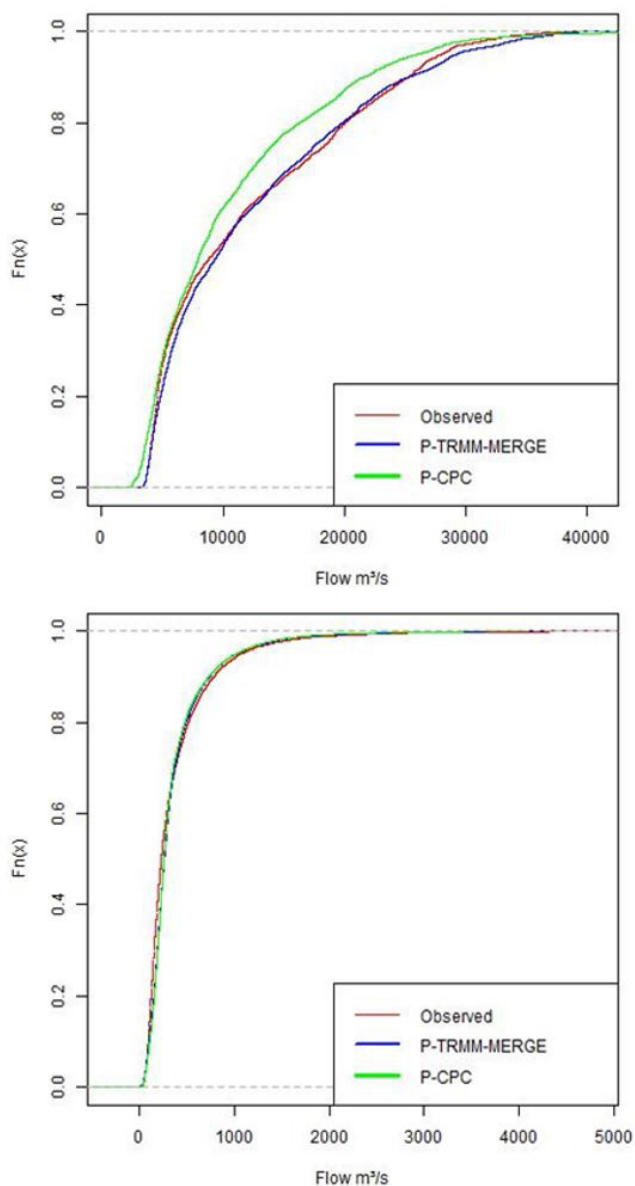 1.0
0.8
0.6
0.4
0.2
0.0
Fn(x)
Observed
P-TRMM-MERGE
P-CPC
0 10000 20000 30000 40000
Flow m³/s
1.0
0.8
0.6
0.4
0.2
0.0
Fn(x)
Observed
P-TRMM-MERGE
P-CPC
0 1000 2000 3000 4000 5000
Flow m³/s